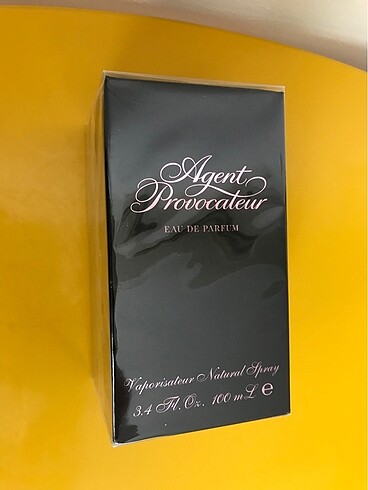 Agent
Provocateur
EAU DE PARFUM
Vaporisateur Natural Spray
3.4 Fl. Oz. 100 mL ℮